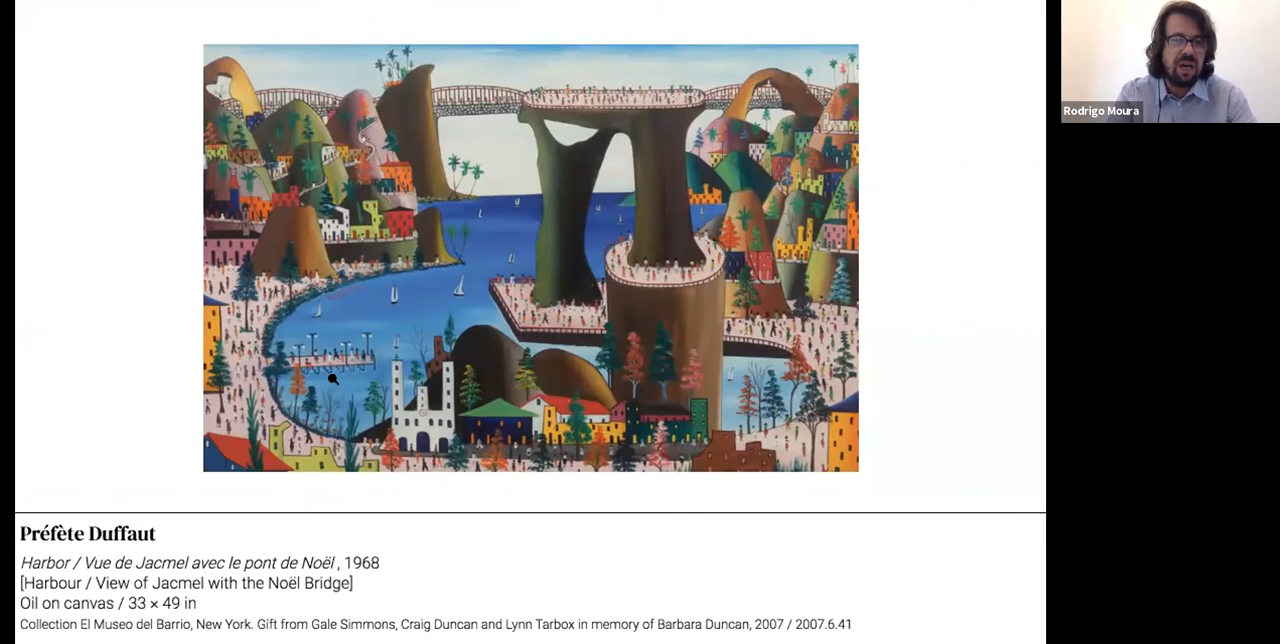 Rodrigo Moura
Préfète Duffaut
Harbor / Vue de Jacmel avec le pont de Noël , 1968
[Harbour / View of Jacmel with the Noël Bridge]
Oil on canvas / 33 × 49 in
Collection El Museo del Barrio, New York. Gift from Gale Simmons, Craig Duncan and Lynn Tarbox in memory of Barbara Duncan, 2007 / 2007.6.41